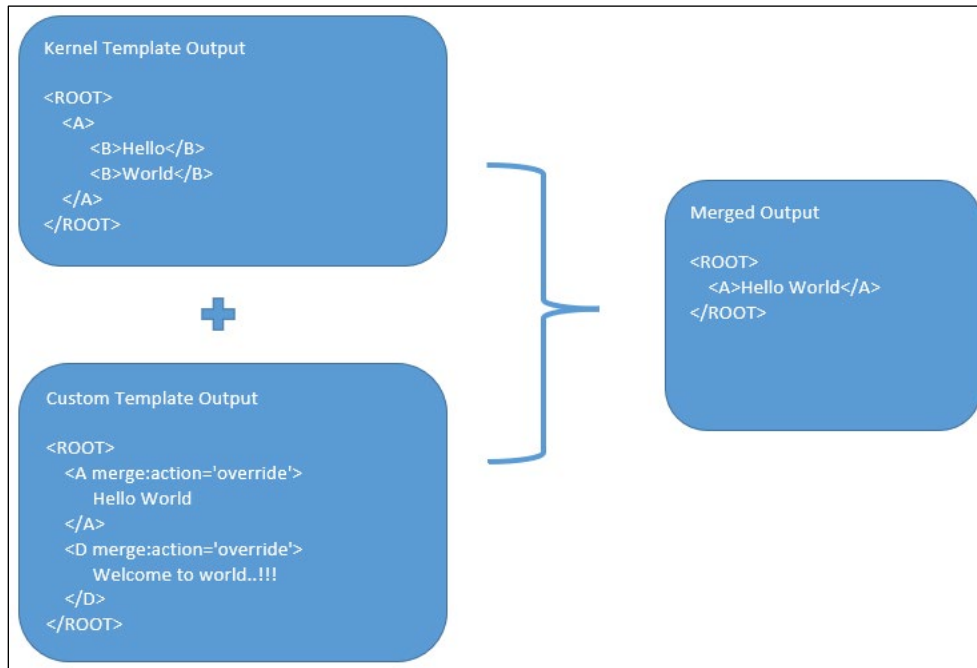 Kernel Template Output
<ROOT>
<A>
<B>Hello</B>
<B>World</B>
</A>
</ROOT>
Custom Template Output
<ROOT>
<A merge:action='override'>
Hello World
</A>
<D merge:action='override'>
Welcome to world..!!!
</D>
</ROOT>
Merged Output
<ROOT>
<A>Hello World</A>
</ROOT>